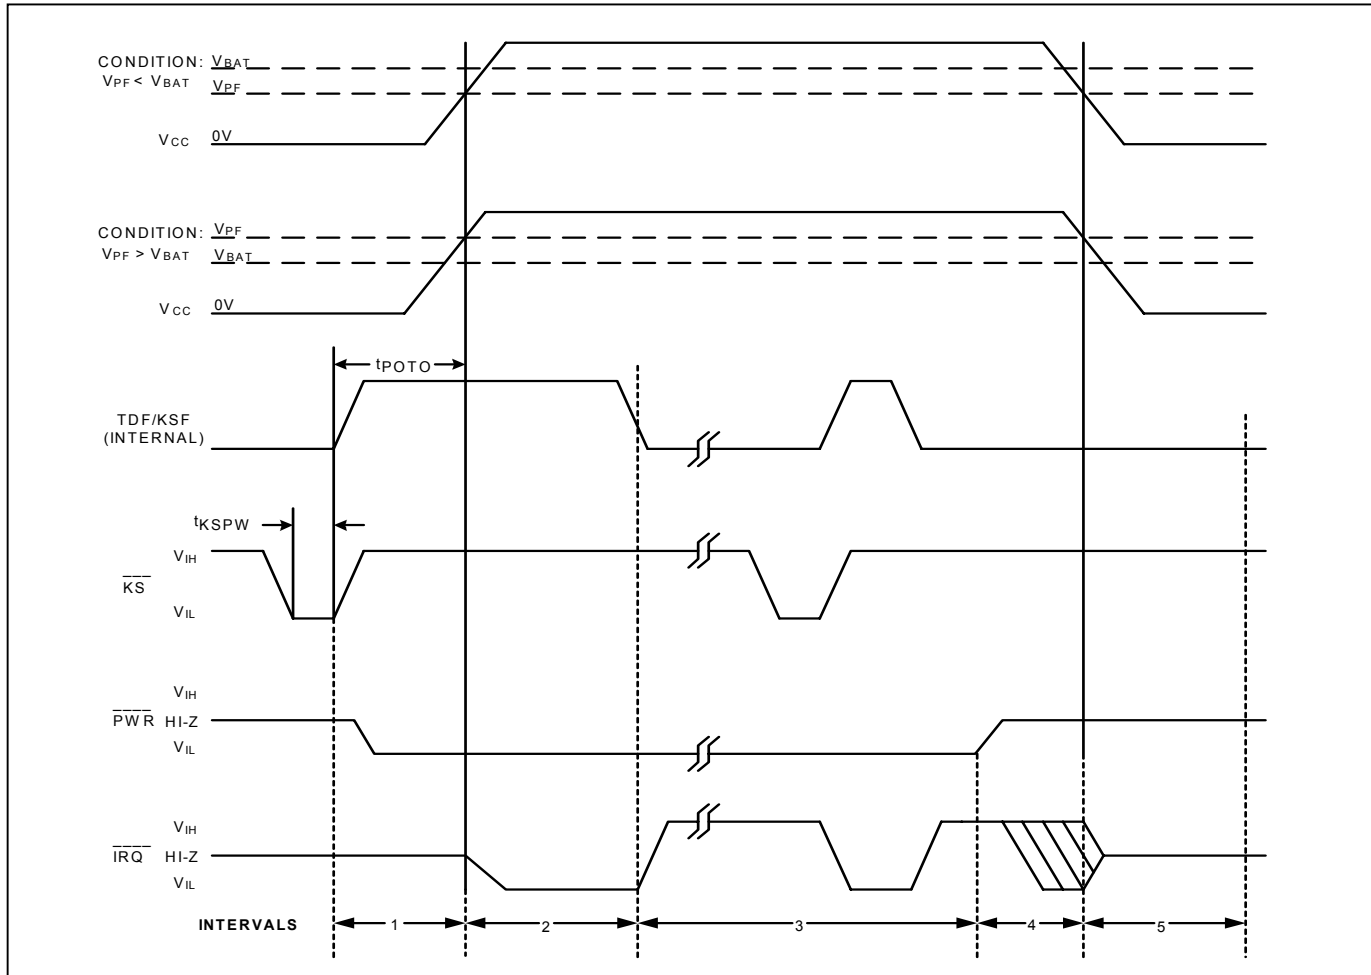 CONDITION: VBAT
VPF < VBAT VPF
VCC 0V
CONDITION: VPF
VPF > VBAT VBAT
VCC 0V
tPOTO
TDF/KSF
(INTERNAL)
tKSPW
VIH
KS
VIL
VIH
PWR HI-Z
VIL
VIH
IRQ HI-Z
VIL
INTERVALS 1 2 3 4 5